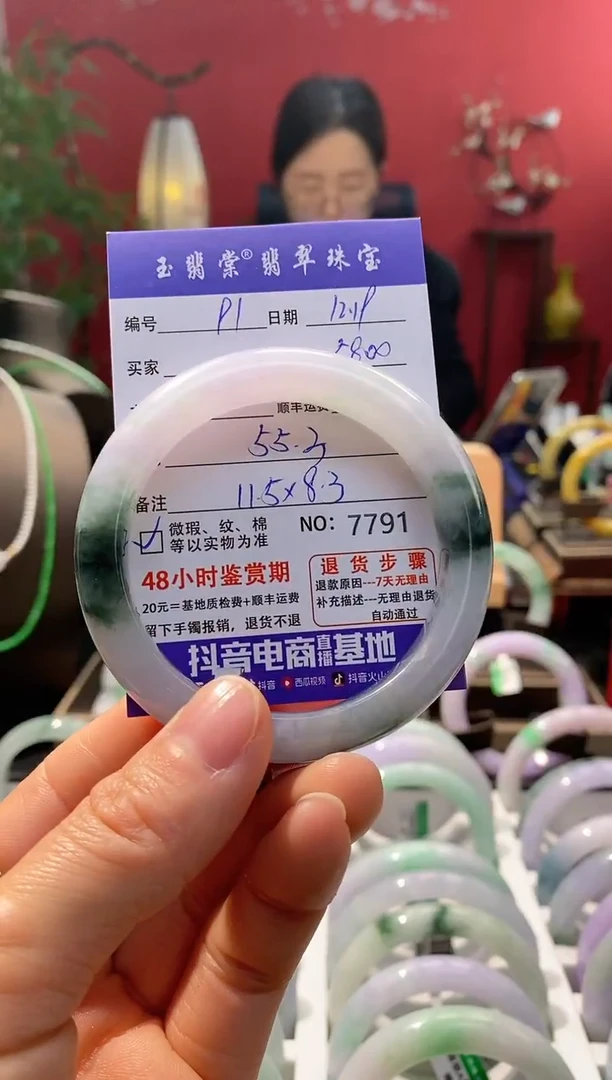 玉翡棠®翡翠珠宝
编号 P1 日期 12.1P
买家 5800
顺丰运费
55.3
备注 11.5×8.3
✓ 微瑕、纹、棉
等以实物为准
NO: 7791
48小时鉴赏期
20元=基地质检费+顺丰运费
留下手镯报销，退货不退
退货步骤
退款原因---7天无理由
补充描述---无理由退货
自动通过
抖音电商直播基地
抖音 西瓜视频 抖音火山